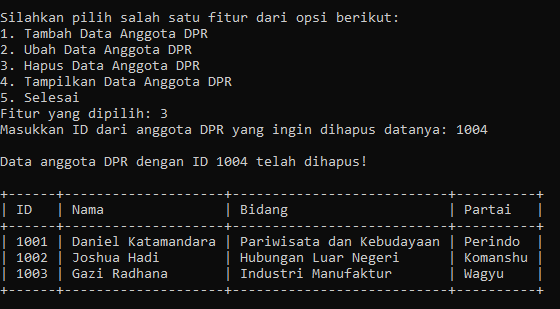 Silahkan pilih salah satu fitur dari opsi berikut:
1. Tambah Data Anggota DPR
2. Ubah Data Anggota DPR
3. Hapus Data Anggota DPR
4. Tampilkan Data Anggota DPR
5. Selesai
Fitur yang dipilih: 3
Masukkan ID dari anggota DPR yang ingin dihapus datanya: 1004
Data anggota DPR dengan ID 1004 telah dihapus!
+------+--------------------+---------------------------+----------+
| ID   | Nama               | Bidang                    | Partai   |
+------+--------------------+---------------------------+----------+
| 1001 | Daniel Katamandara | Pariwisata dan Kebudayaan | Perindo  |
| 1002 | Joshua Hadi        | Hubungan Luar Negeri      | Komanshu |
| 1003 | Gazi Radhana       | Industri Manufaktur       | Wagyu    |
+------+--------------------+---------------------------+----------+